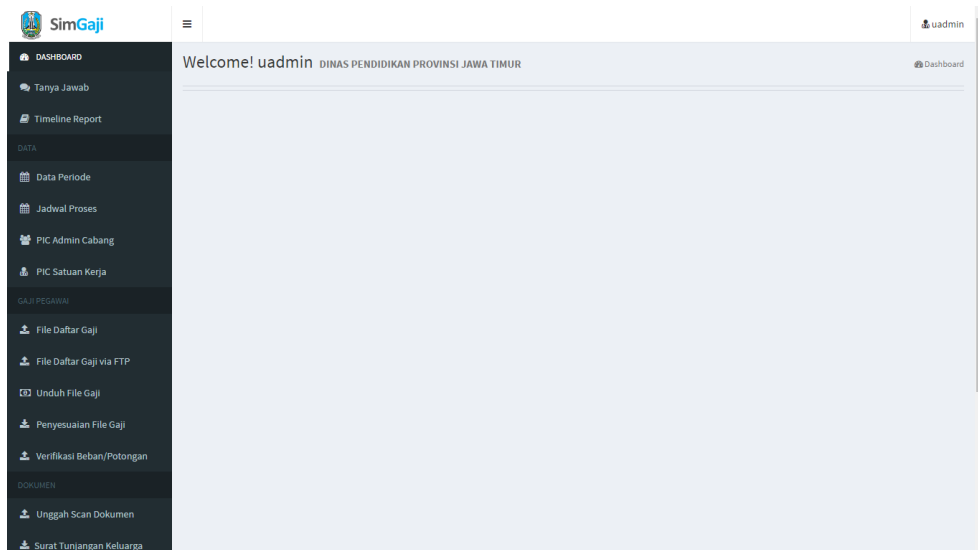 SimGaji
uadmin
DASHBOARD
Welcome! uadmin DINAS PENDIDIKAN PROVINSI JAWA TIMUR
Dashboard
Tanya Jawab
Timeline Report
DATA
Data Periode
Jadwal Proses
PIC Admin Cabang
PIC Satuan Kerja
GAJI PEGAWAI
File Daftar Gaji
File Daftar Gaji via FTP
Unduh File Gaji
Penyesuaian File Gaji
Verifikasi Beban/Potongan
DOKUMEN
Unggah Scan Dokumen
Surat Tunjangan Keluarga